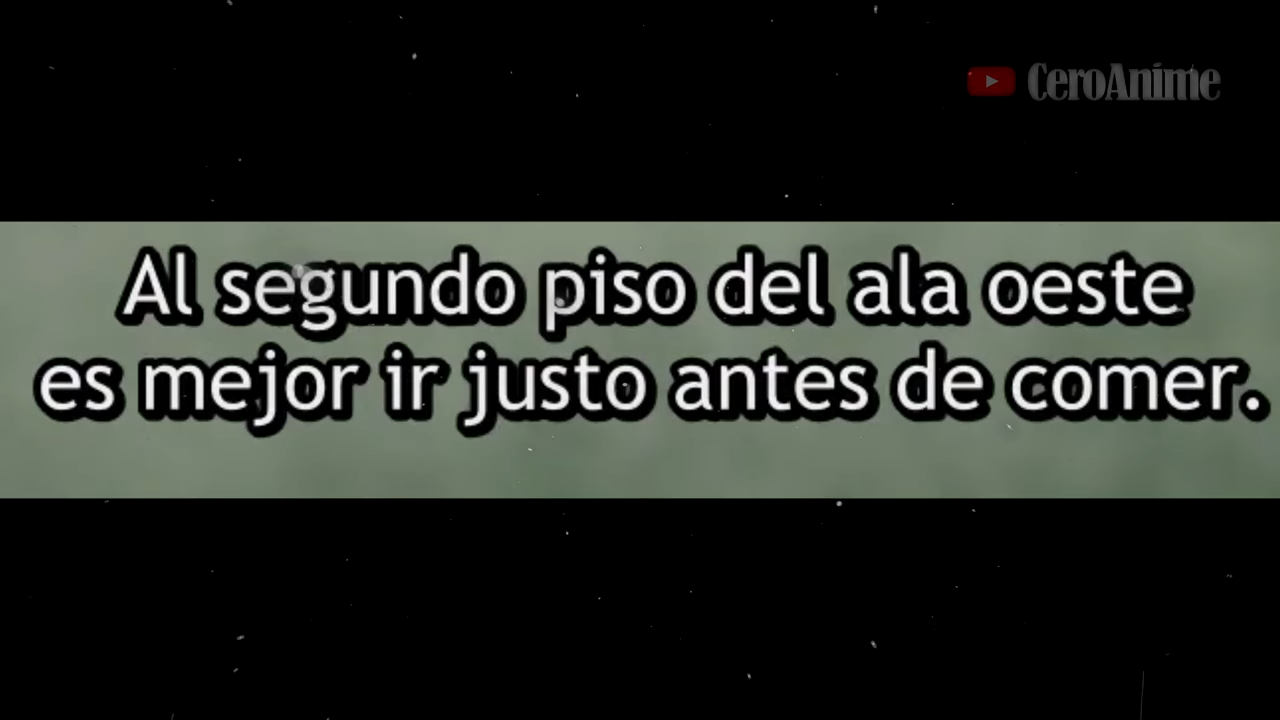 CeroAnime
Al segundo piso del ala oeste
es mejor ir justo antes de comer.